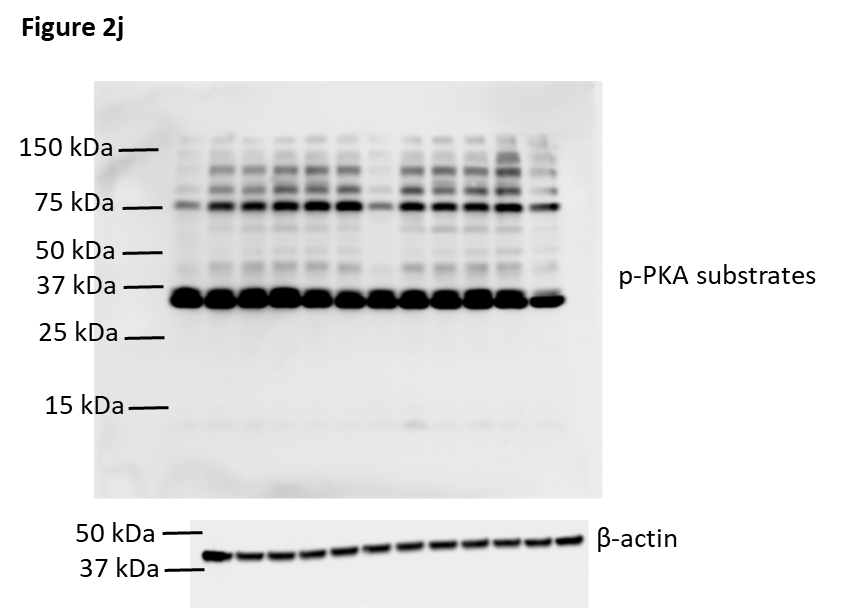 Figure 2j
150 kDa
75 kDa
50 kDa
37 kDa
p-PKA substrates
25 kDa
15 kDa
50 kDa
β-actin
37 kDa